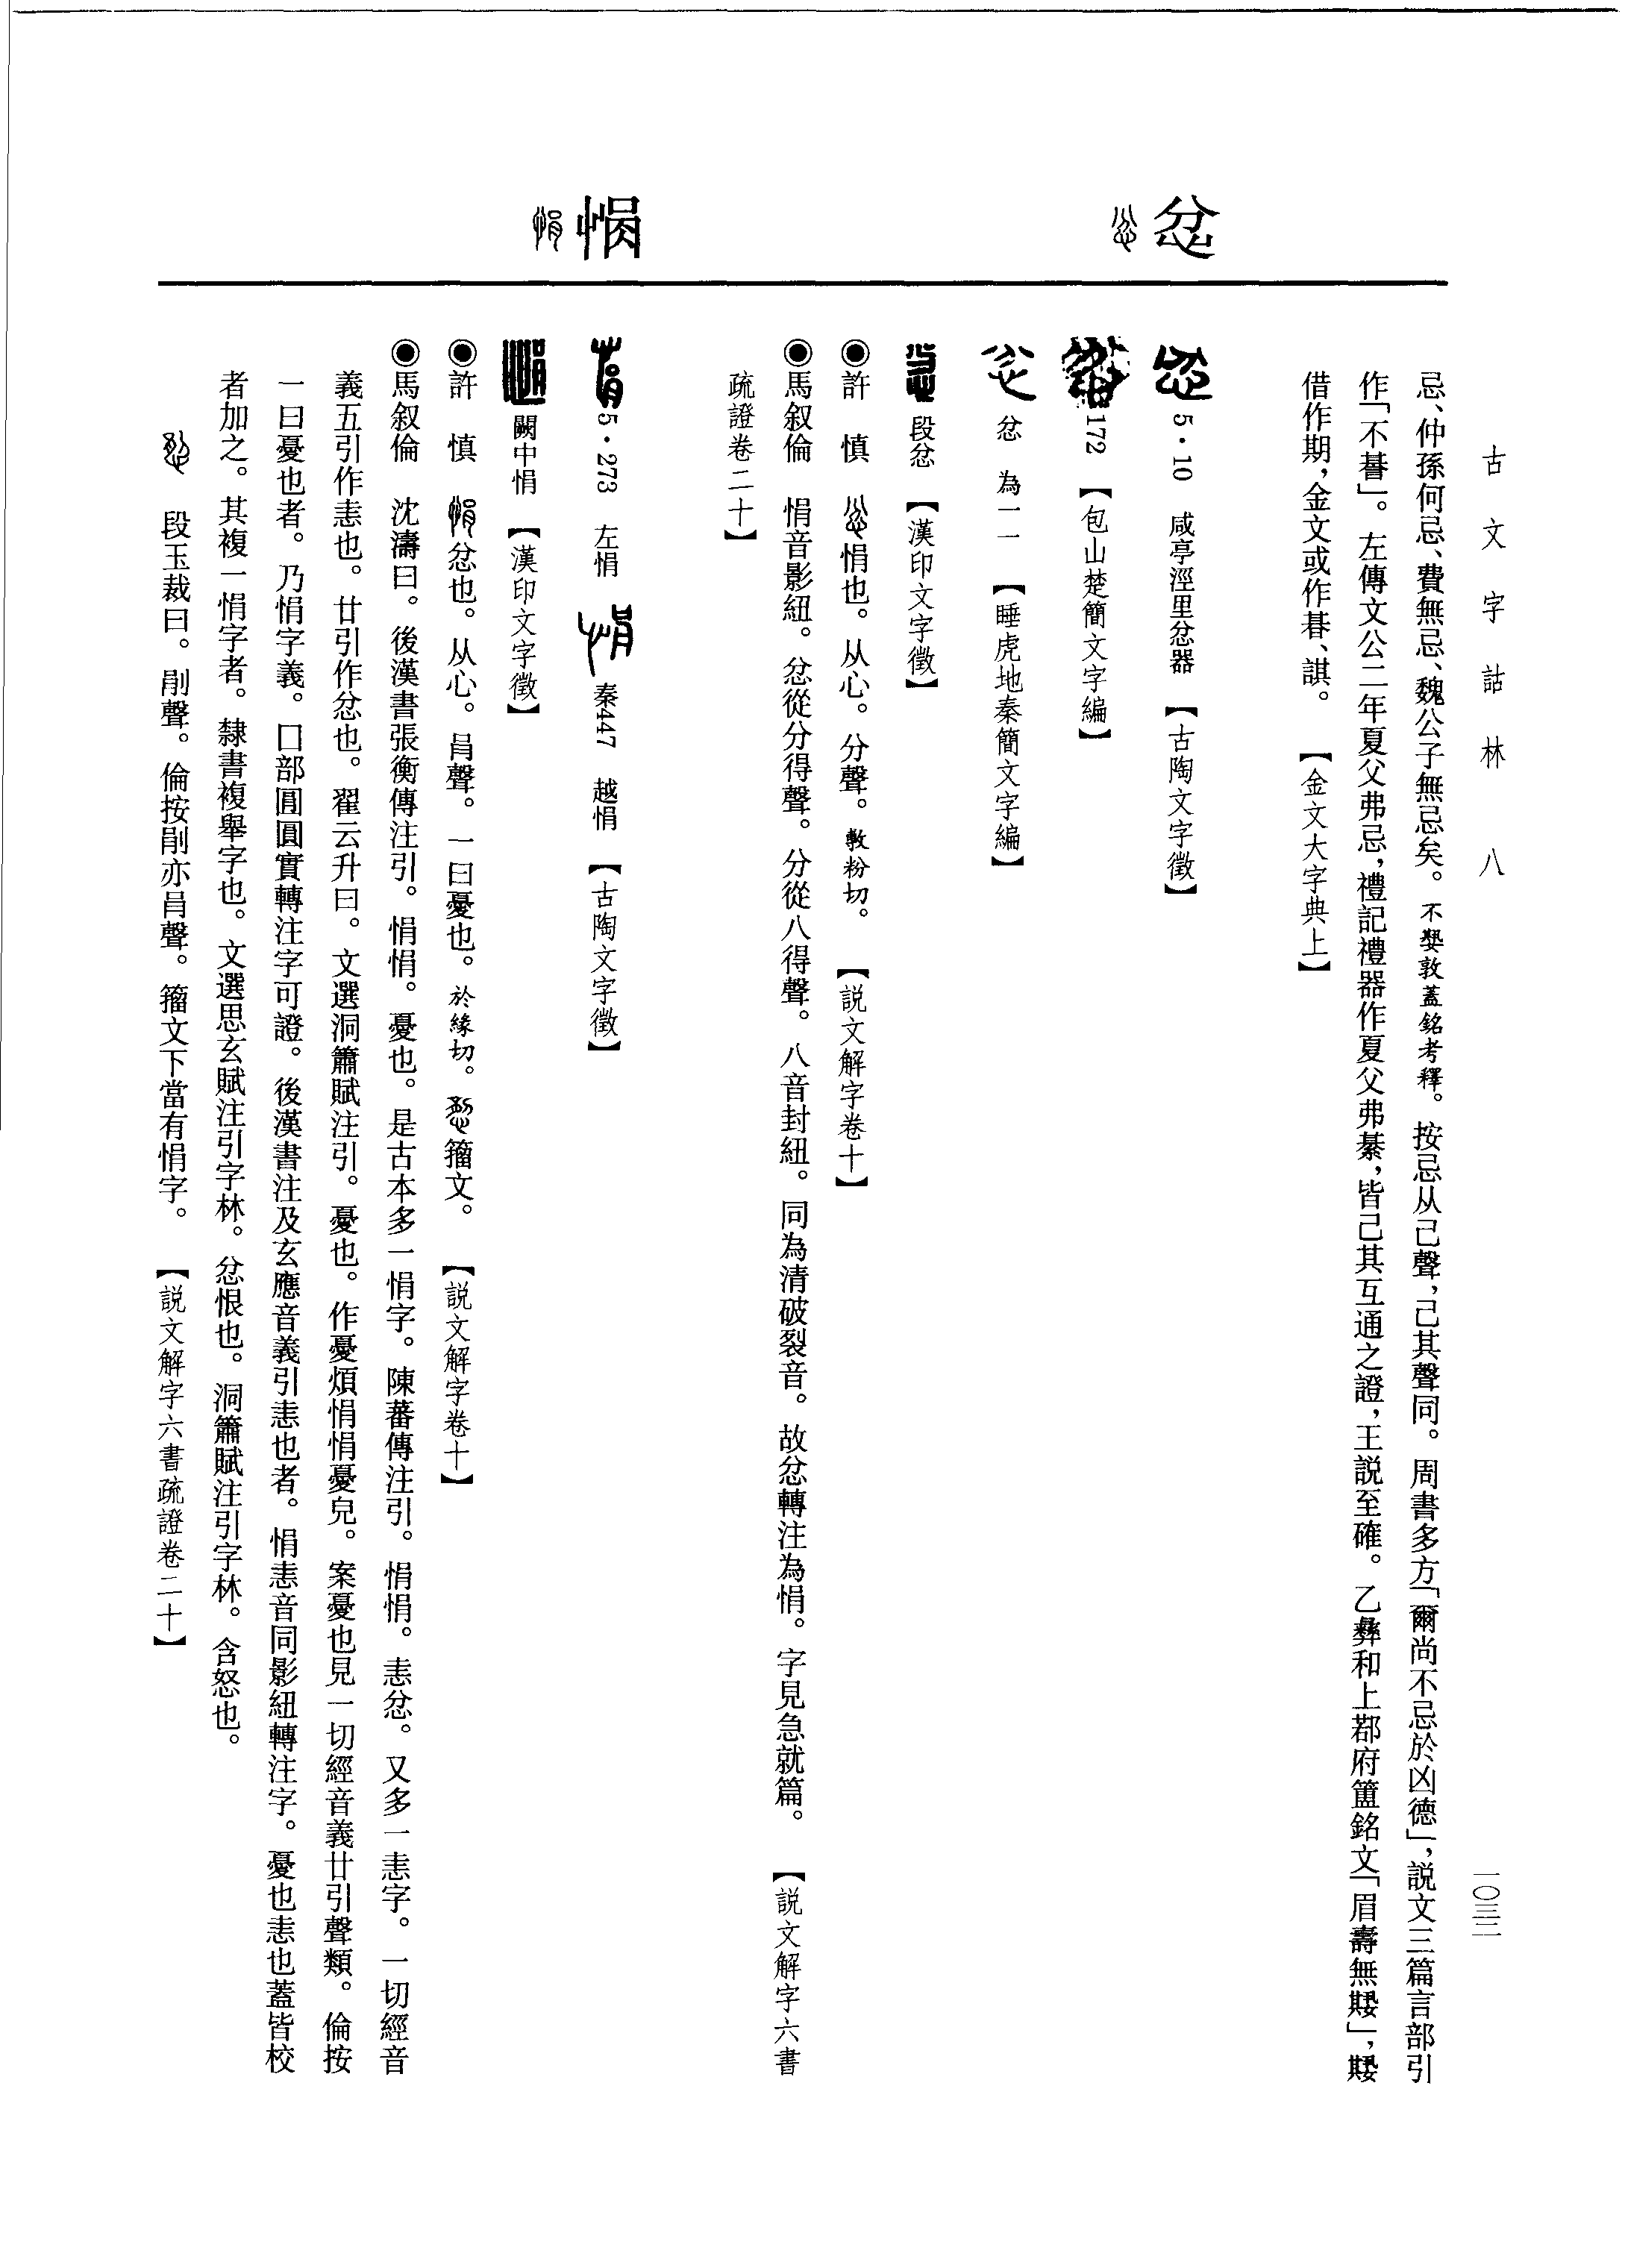 古文字詁林 八
一〇三二
忿
悁
忌、仲孫何忌、費無忌、魏公子無忌矣。不㜅敦蓋銘考釋。按忌从己聲，己其聲同。周書多方「爾尚不忌於凶德」，説文三篇言部引
作「不諅」。左傳文公二年夏父弗忌，禮記禮器作夏父弗綦，皆己其互通之證，王説至確。乙彝和上鄀府簠銘文「眉壽無」，
借作期，金文或作朞、諆。 【金文大字典上】
5·10 咸亭涇里忿器 【古陶文字徵】
172 【包山楚簡文字編】
忿 為一一 【睡虎地秦簡文字編】
段忿 【漢印文字徵】
◉許 慎 忿悁也。从心。分聲。敷粉切。 【説文解字卷十】
◉馬叙倫 悁音影紐。忿從分得聲。分從八得聲。八音封紐。同為清破裂音。故忿轉注為悁。字見急就篇。 【説文解字六書
疏證卷二十】
5·273 左悁 秦447 越悁 【古陶文字徵】
闕中悁 【漢印文字徵】
◉許 慎 悁忿也。从心。肙聲。一曰憂也。於緣切。籀文。 【説文解字卷十】
◉馬叙倫 沈濤曰。後漢書張衡傳注引。悁悁。憂也。是古本多一悁字。陳蕃傳注引。悁悁。恚忿。又多一恚字。一切經音
義五引作恚也。廿引作忿也。翟云升曰。文選洞簫賦注引。憂也。作憂煩悁悁憂皃。案憂也見一切經音義廿引聲類。倫按
一曰憂也者。乃悁字義。囗部圓實轉注字可證。後漢書注及玄應音義引恚也者。悁恚音同影紐轉注字。憂也恚也蓋皆校
者加之。其複一悁字者。隸書複舉字也。文選思玄賦注引字林。忿恨也。洞簫賦注引字林。含怒也。
段玉裁曰。剈聲。倫按剈亦肙聲。籀文下當有悁字。 【説文解字六書疏證卷二十】